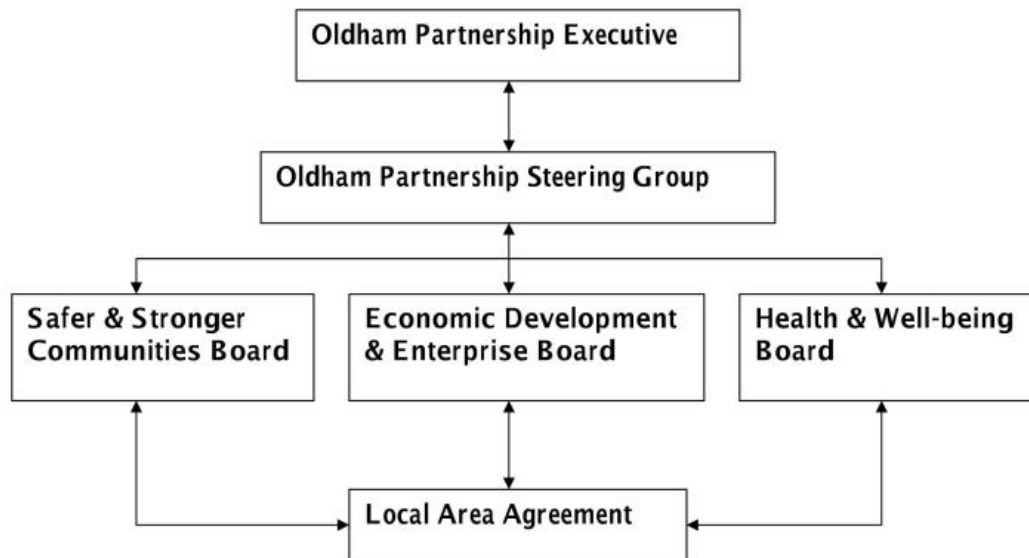 Oldham Partnership Executive
Oldham Partnership Steering Group
Safer & Stronger
Communities Board
Economic Development
& Enterprise Board
Health & Well-being
Board
Local Area Agreement